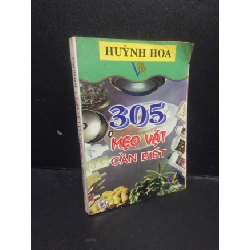 HUỲNH HOA
305
MẸO VẶT
CẦN BIẾT